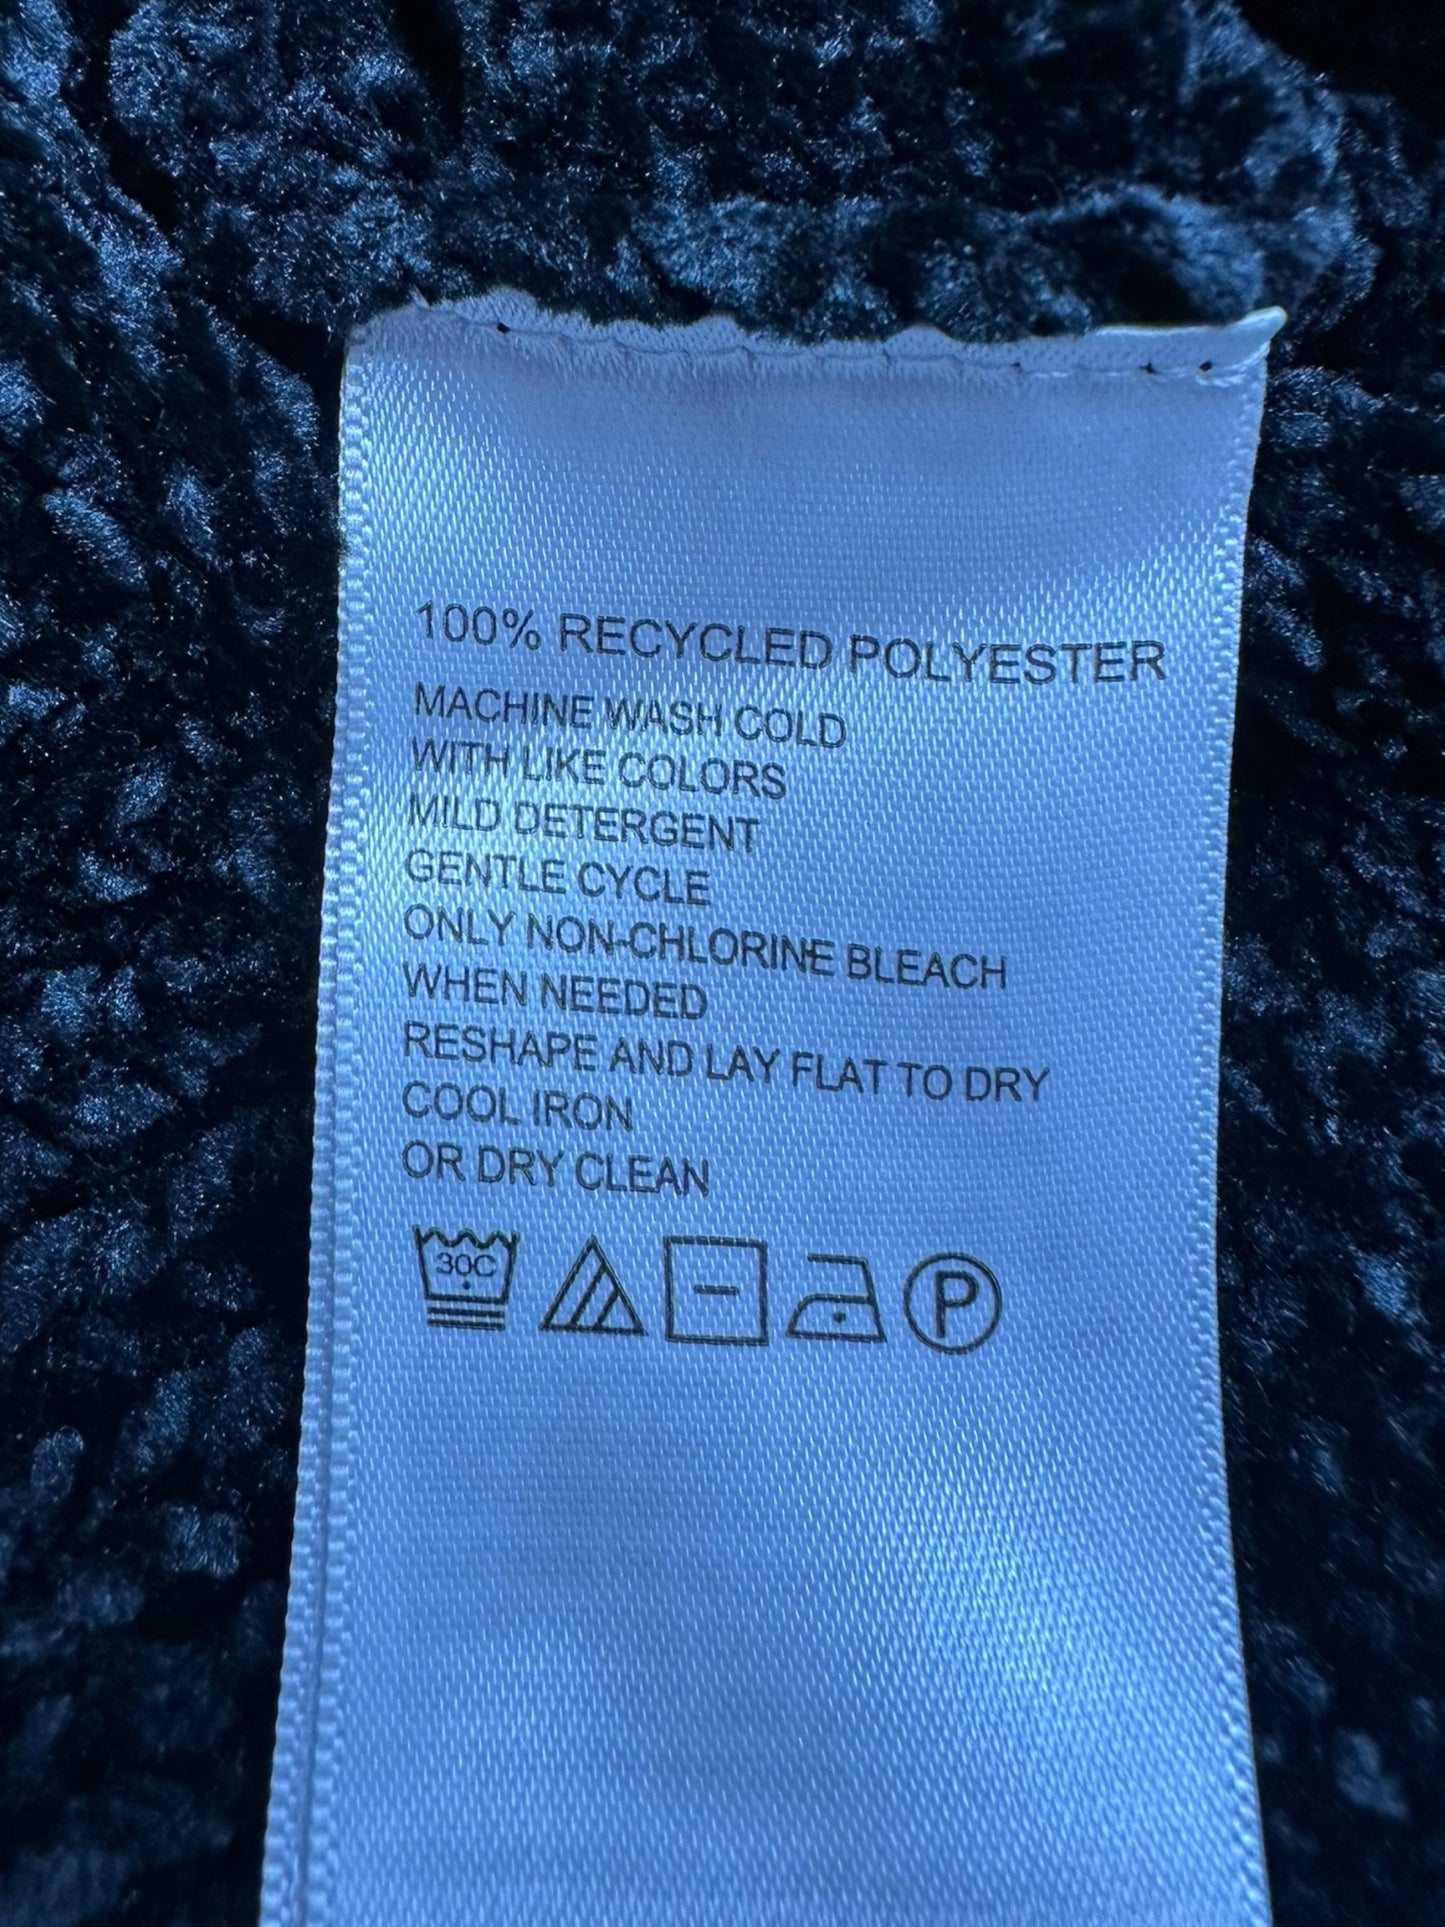 100% RECYCLED POLYESTER
MACHINE WASH COLD
WITH LIKE COLORS
MILD DETERGENT
GENTLE CYCLE
ONLY NON-CHLORINE BLEACH
WHEN NEEDED
RESHAPE AND LAY FLAT TO DRY
COOL IRON
OR DRY CLEAN
30C P